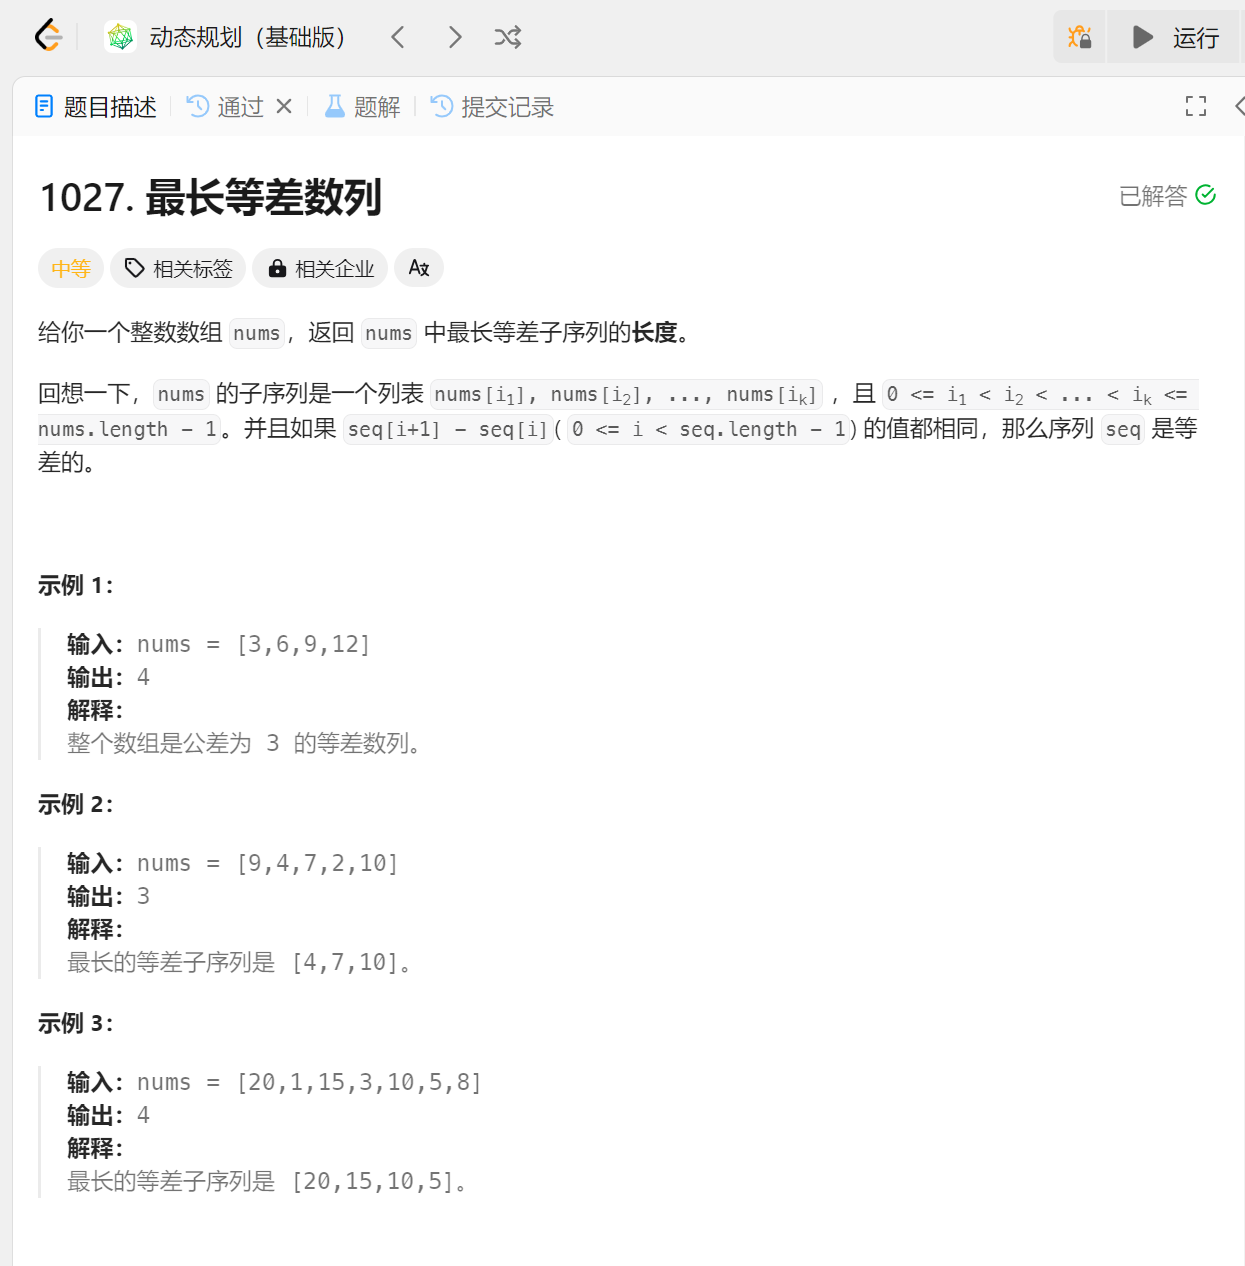 动态规划（基础版）
运行
题目描述
通过
题解
提交记录
1027. 最长等差数列
已解答
中等
相关标签
相关企业
给你一个整数数组 nums，返回 nums 中最长等差子序列的长度。
回想一下，nums 的子序列是一个列表 nums[i₁], nums[i₂], ..., nums[iₖ] ，且 0 <= i₁ < i₂ < ... < iₖ <=
nums.length - 1。并且如果 seq[i+1] - seq[i]( 0 <= i < seq.length - 1) 的值都相同，那么序列 seq 是等
差的。
示例 1：
输入：nums = [3,6,9,12]
输出：4
解释：
整个数组是公差为 3 的等差数列。
示例 2：
输入：nums = [9,4,7,2,10]
输出：3
解释：
最长的等差子序列是 [4,7,10]。
示例 3：
输入：nums = [20,1,15,3,10,5,8]
输出：4
解释：
最长的等差子序列是 [20,15,10,5]。